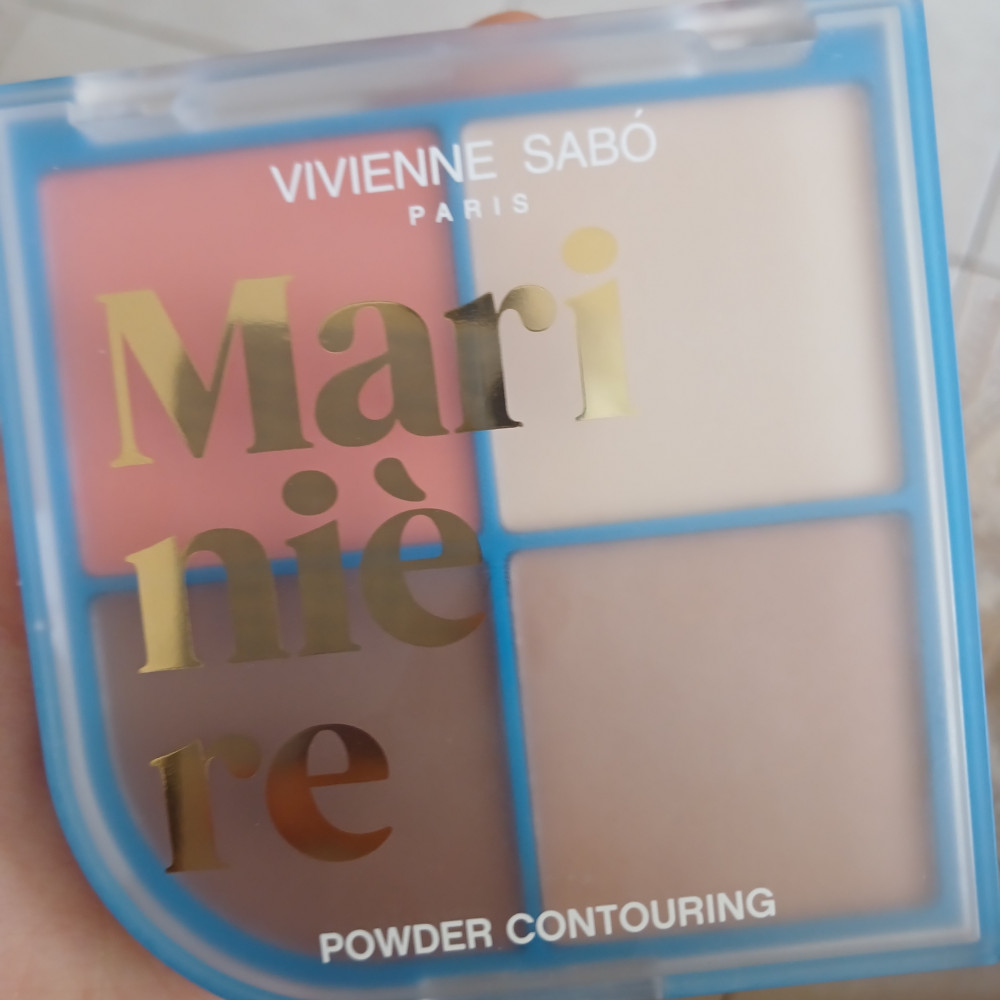 VIVIENNE SABÓ
PARIS
Mari
niè
re
POWDER CONTOURING